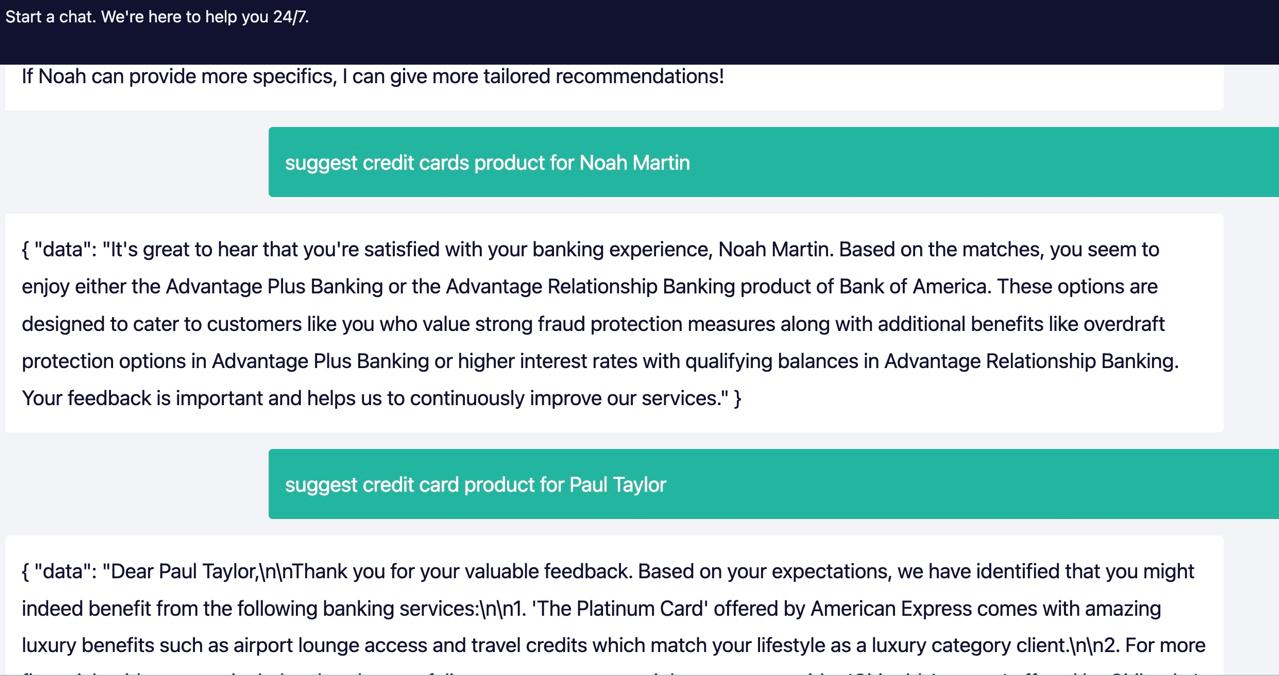 Start a chat. We're here to help you 24/7.
If Noah can provide more specifics, I can give more tailored recommendations!
suggest credit cards product for Noah Martin
{ "data": "It's great to hear that you're satisfied with your banking experience, Noah Martin. Based on the matches, you seem to
enjoy either the Advantage Plus Banking or the Advantage Relationship Banking product of Bank of America. These options are
designed to cater to customers like you who value strong fraud protection measures along with additional benefits like overdraft
protection options in Advantage Plus Banking or higher interest rates with qualifying balances in Advantage Relationship Banking.
Your feedback is important and helps us to continuously improve our services." }
suggest credit card product for Paul Taylor
{ "data": "Dear Paul Taylor,\n\nThank you for your valuable feedback. Based on your expectations, we have identified that you might
indeed benefit from the following banking services:\n\n1. 'The Platinum Card' offered by American Express comes with amazing
luxury benefits such as airport lounge access and travel credits which match your lifestyle as a luxury category client.\n\n2. For more